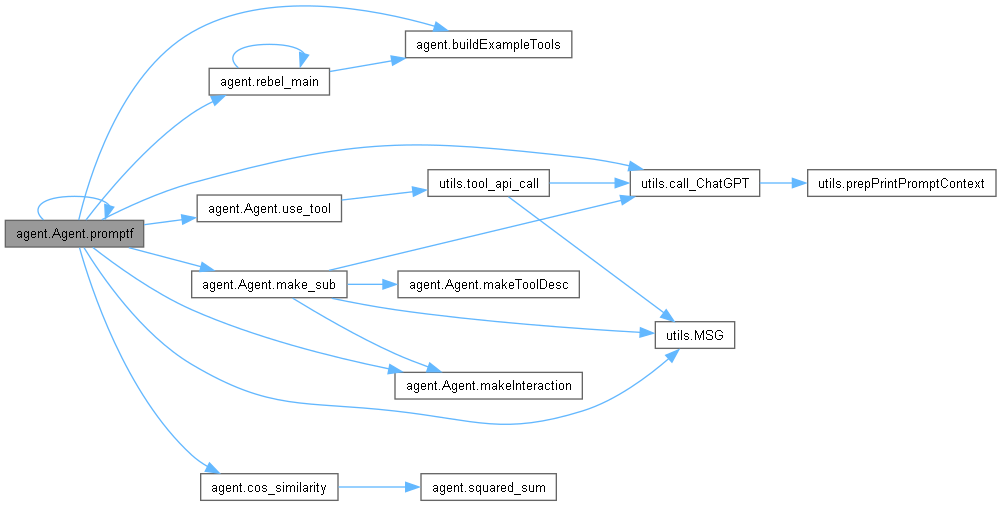 agent.buildExampleTools
agent.rebel_main
utils.tool_api_call
utils.call_ChatGPT
utils.prepPrintPromptContext
agent.Agent.use_tool
agent.Agent.promptf
agent.Agent.make_sub
agent.Agent.makeToolDesc
utils.MSG
agent.Agent.makeInteraction
agent.cos_similarity
agent.squared_sum